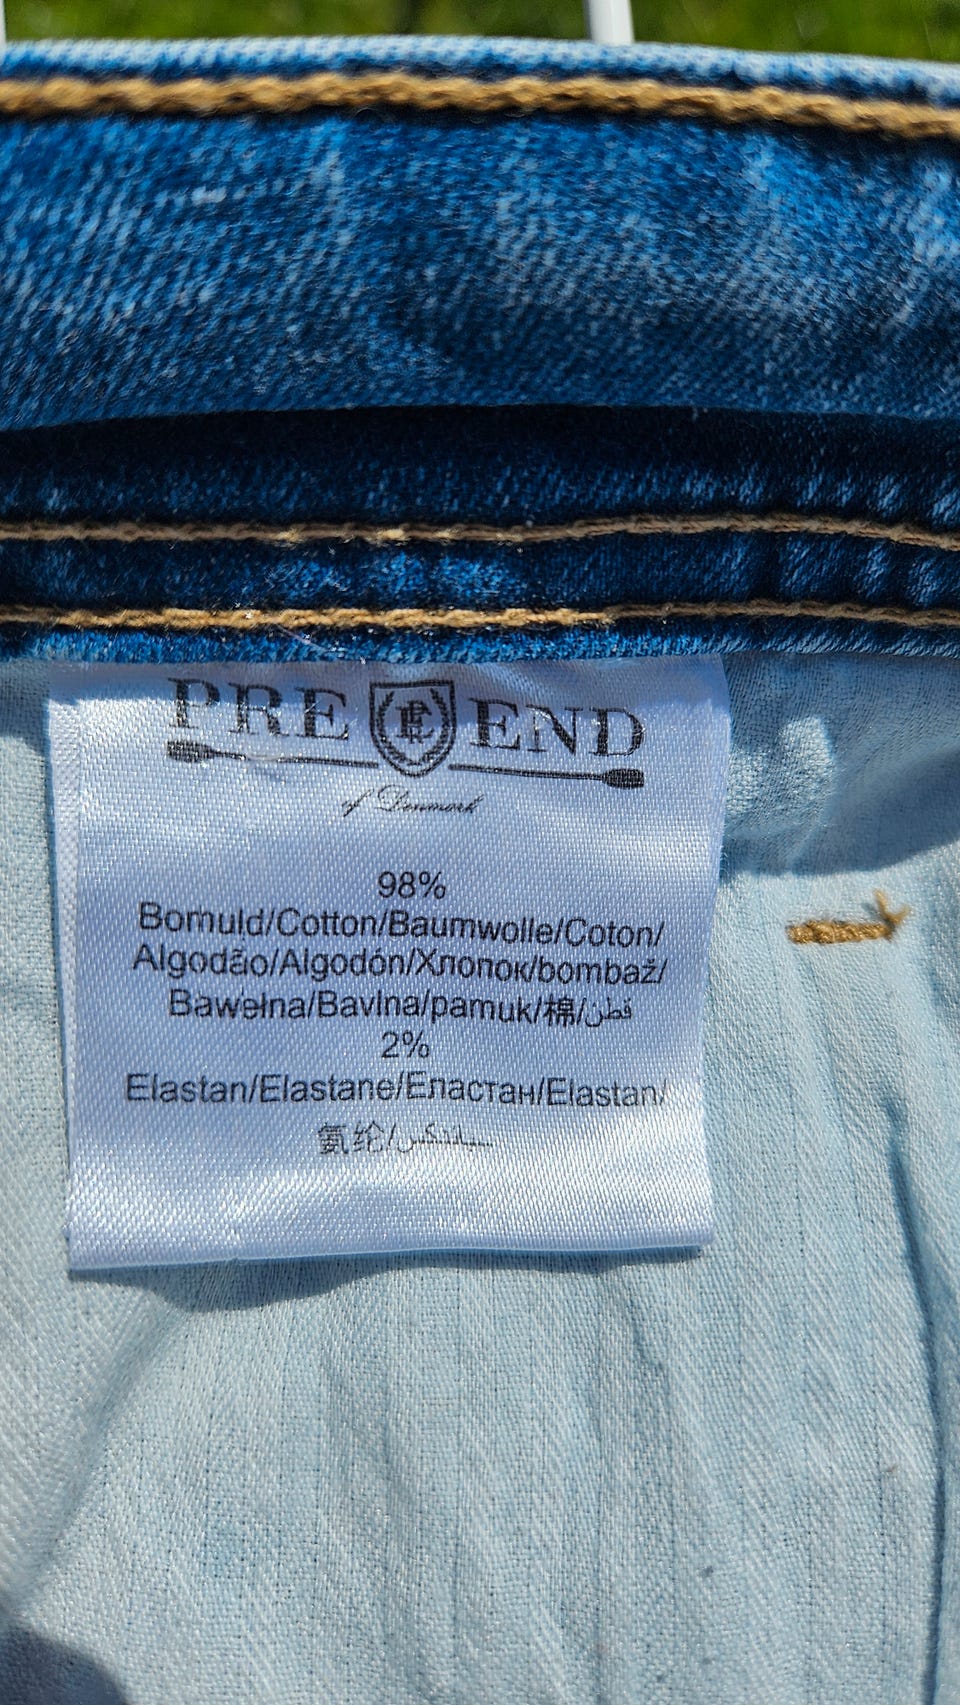 PRE END
of Denmark
98%
Bomuld/Cotton/Baumwolle/Coton/
Algodão/Algodón/Хлопок/bombaž/
Bawełna/Bavlna/pamuk/棉/قطن
2%
Elastan/Elastane/Еластан/Elastan/
氨纶/سباندكس